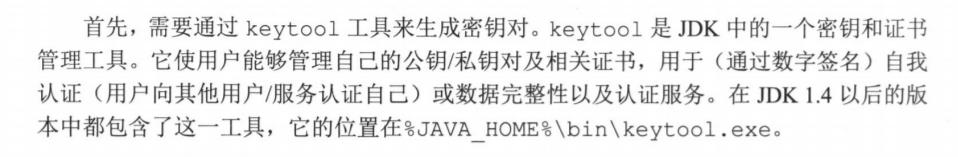 首先，需要通过 keytool 工具来生成密钥对。keytool 是 JDK 中的一个密钥和证书
管理工具。它使用户能够管理自己的公钥/私钥对及相关证书，用于（通过数字签名）自我
认证（用户向其他用户/服务认证自己）或数据完整性以及认证服务。在 JDK 1.4 以后的版
本中都包含了这一工具，它的位置在%JAVA_HOME%\bin\keytool.exe。